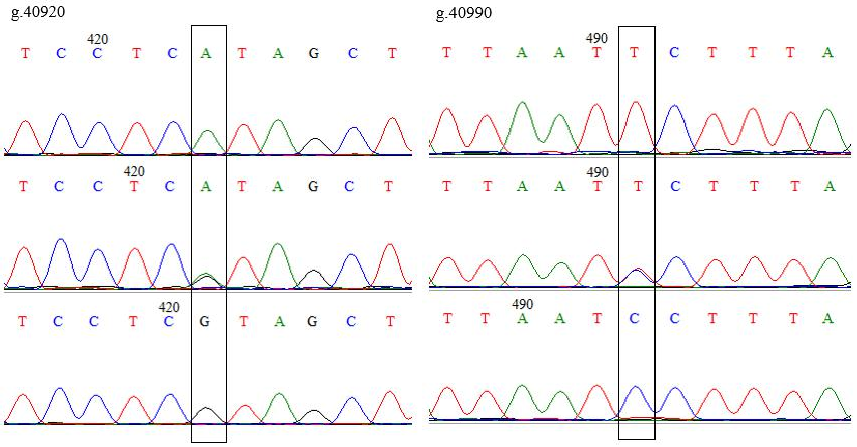 g.40920
420
T C C T C A T A G C T
420
T C C T C A T A G C T
420
T C C T C G T A G C T
g.40990
490
T T A A T T C T T T A
490
T T A A T T C T T T A
490
T T A A T C C T T T A